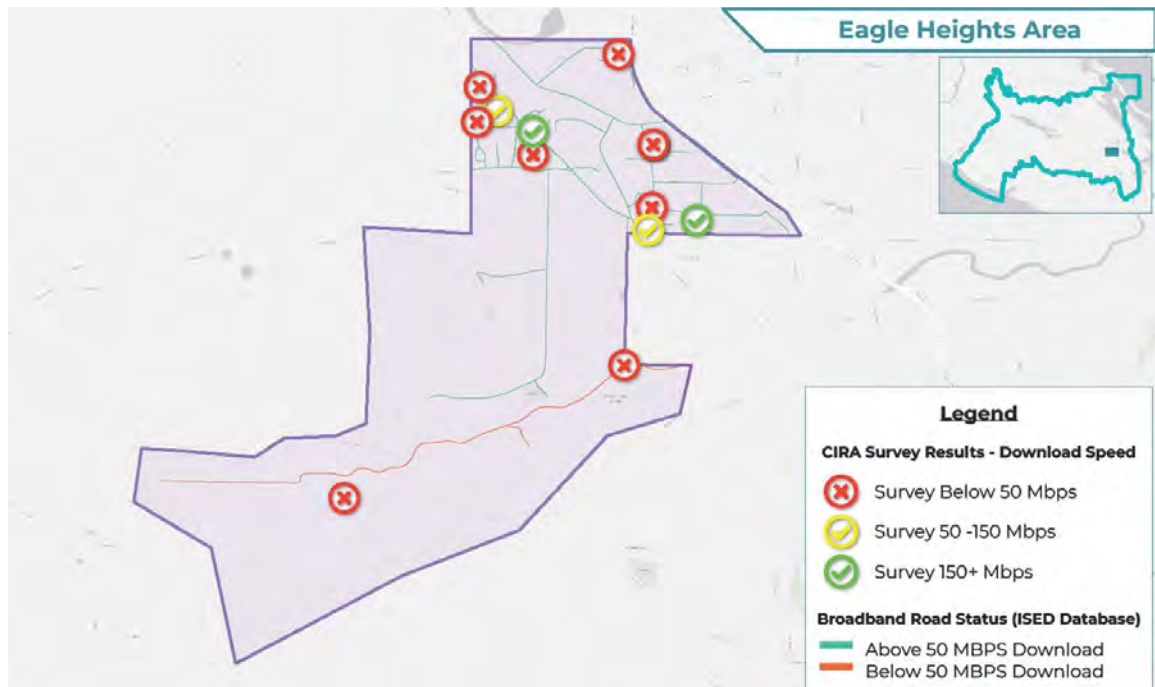 Eagle Heights Area
Legend
CIRA Survey Results - Download Speed
Survey Below 50 Mbps
Survey 50 -150 Mbps
Survey 150+ Mbps
Broadband Road Status (ISED Database)
Above 50 MBPS Download
Below 50 MBPS Download